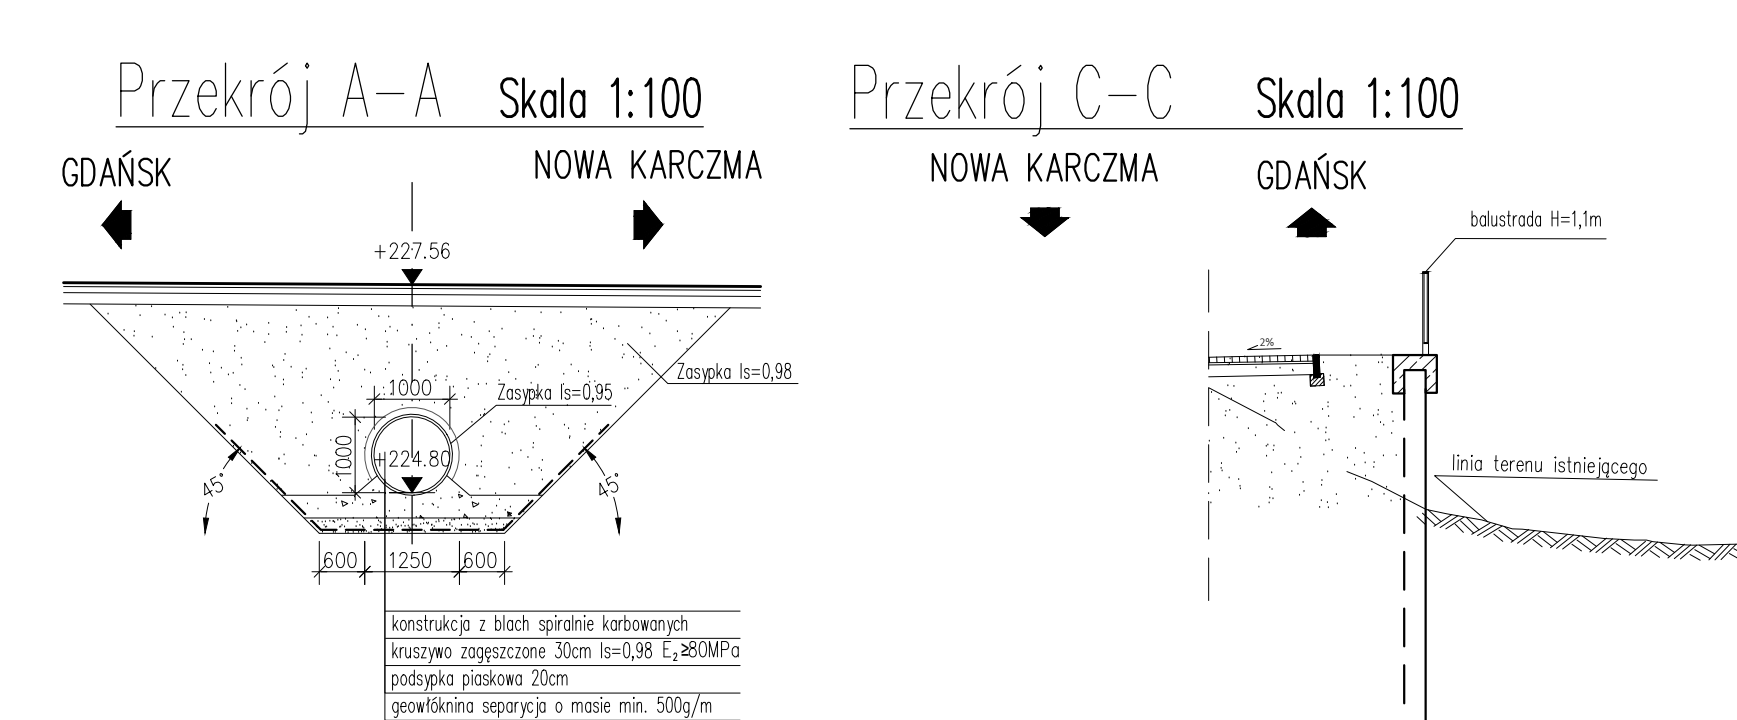 Przekrój A-A Skala 1:100
GDAŃSK
NOWA KARCZMA
+227.56
Zasypka Is=0,98
1000
Zasypka Is=0,95
1000
+224.80
45°
45°
600
1250
600
konstrukcja z blach spiralnie karbowanych
kruszywo zagęszczone 30cm Is=0,98 E₂≥80MPa
podsypka piaskowa 20cm
geowłóknina separycja o masie min. 500g/m
Przekrój C-C Skala 1:100
NOWA KARCZMA
GDAŃSK
balustrada H=1,1m
2%
linia terenu istniejącego